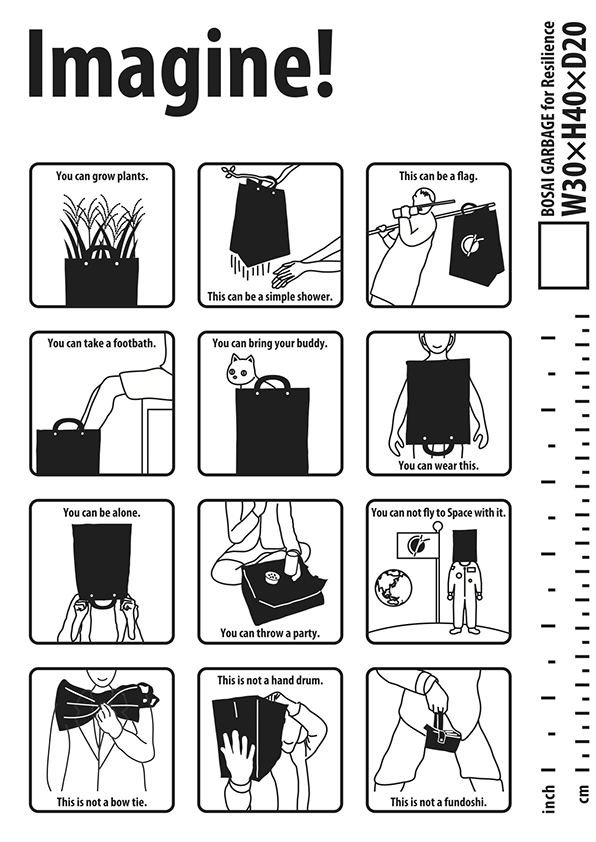 Imagine!
BOSAI GARBAGE for Resilience
W30×H40×D20
You can grow plants.
This can be a simple shower.
This can be a flag.
You can take a footbath.
You can bring your buddy.
You can wear this.
You can be alone.
You can throw a party.
You can not fly to Space with it.
This is not a bow tie.
This is not a hand drum.
This is not a fundoshi.
inch
cm